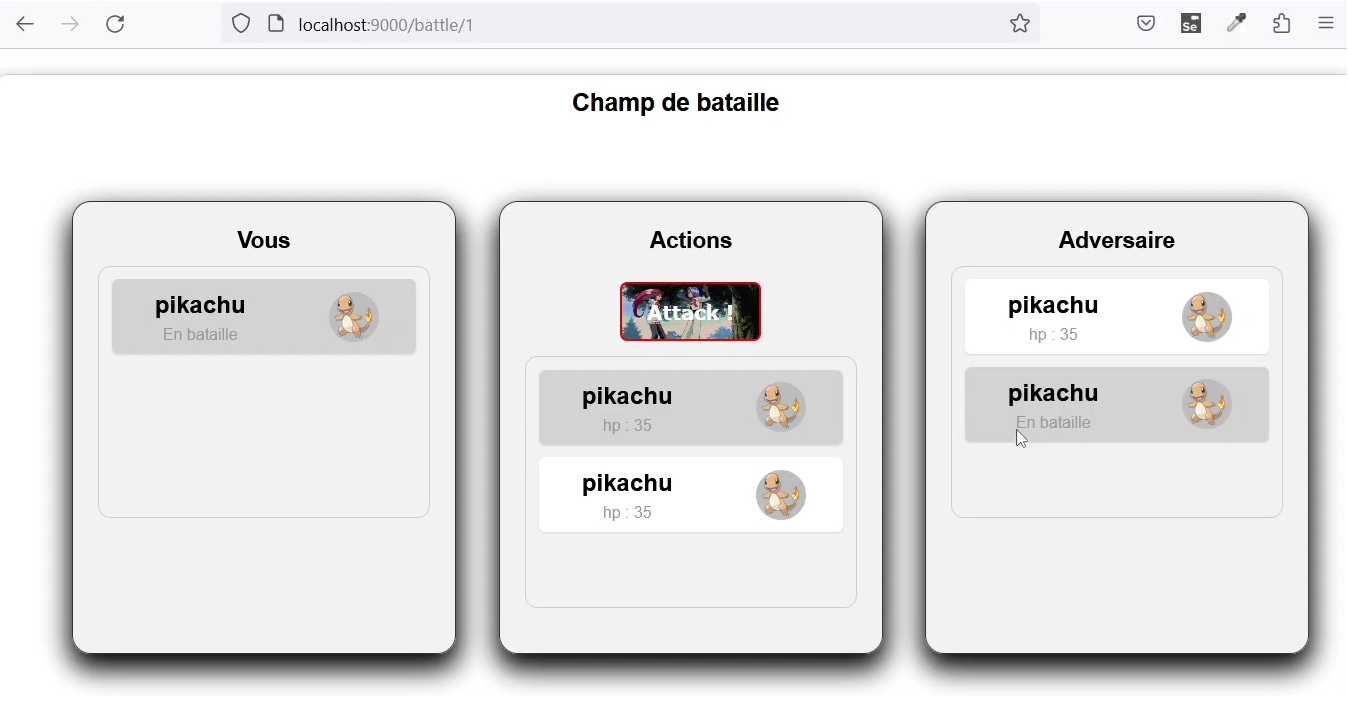 localhost:9000/battle/1
Se
Champ de bataille
Vous
pikachu
En bataille
Actions
Attack !
pikachu
hp : 35
pikachu
hp : 35
Adversaire
pikachu
hp : 35
pikachu
En bataille